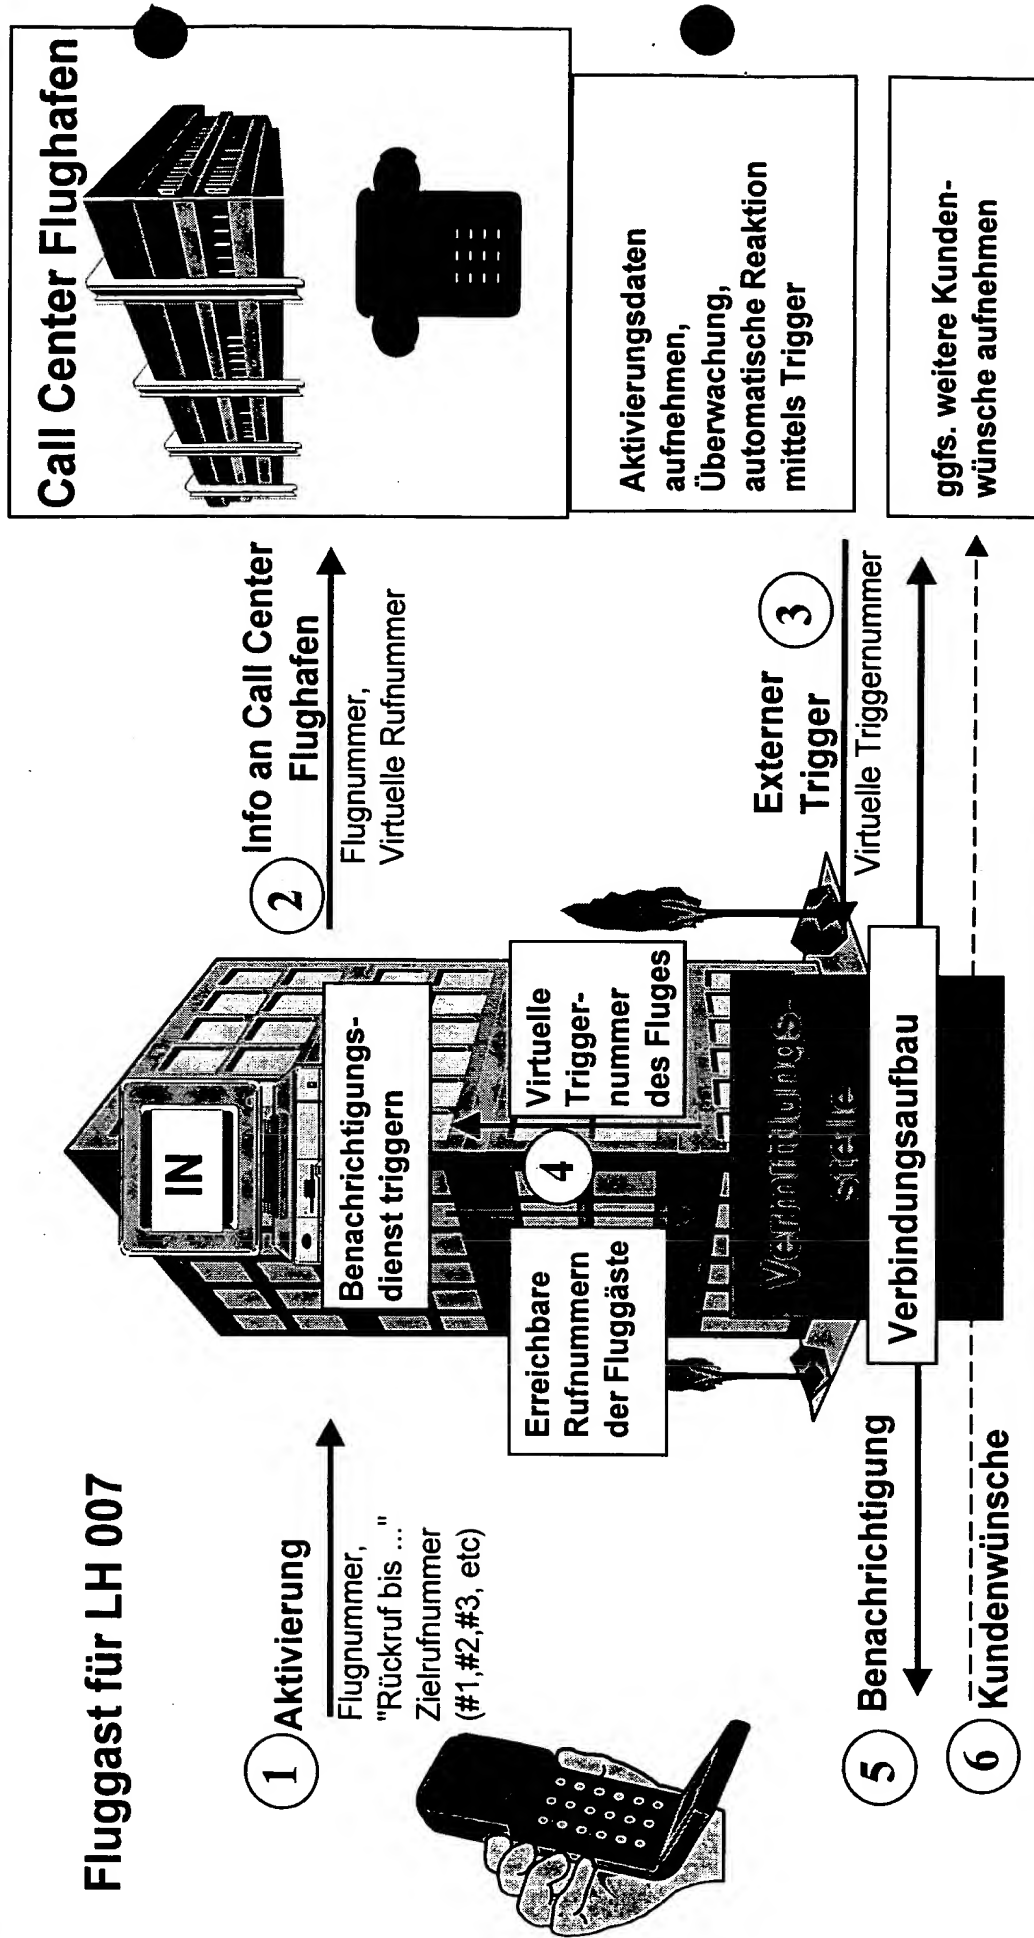 Fluggast für LH 007
Call Center Flughafen
1
Aktivierung
Flugnummer,
"Rückruf bis ..."
Zielrufnummer
(#1,#2,#3, etc)
IN
Benachrichtigungs-
dienst triggern
2
Info an Call Center
Flughafen
Flugnummer,
Virtuelle Rufnummer
Erreichbare
Rufnummern
der Fluggäste
4
Virtuelle
Trigger-
nummer
des Fluges
Aktivierungsdaten
aufnehmen,
Überwachung,
automatische Reaktion
mittels Trigger
Externer
Trigger
3
Virtuelle Triggernummer
Vermittlungs-
stelle
5
Benachrichtigung
Verbindungsaufbau
6
Kundenwünsche
ggfs. weitere Kunden-
wünsche aufnehmen